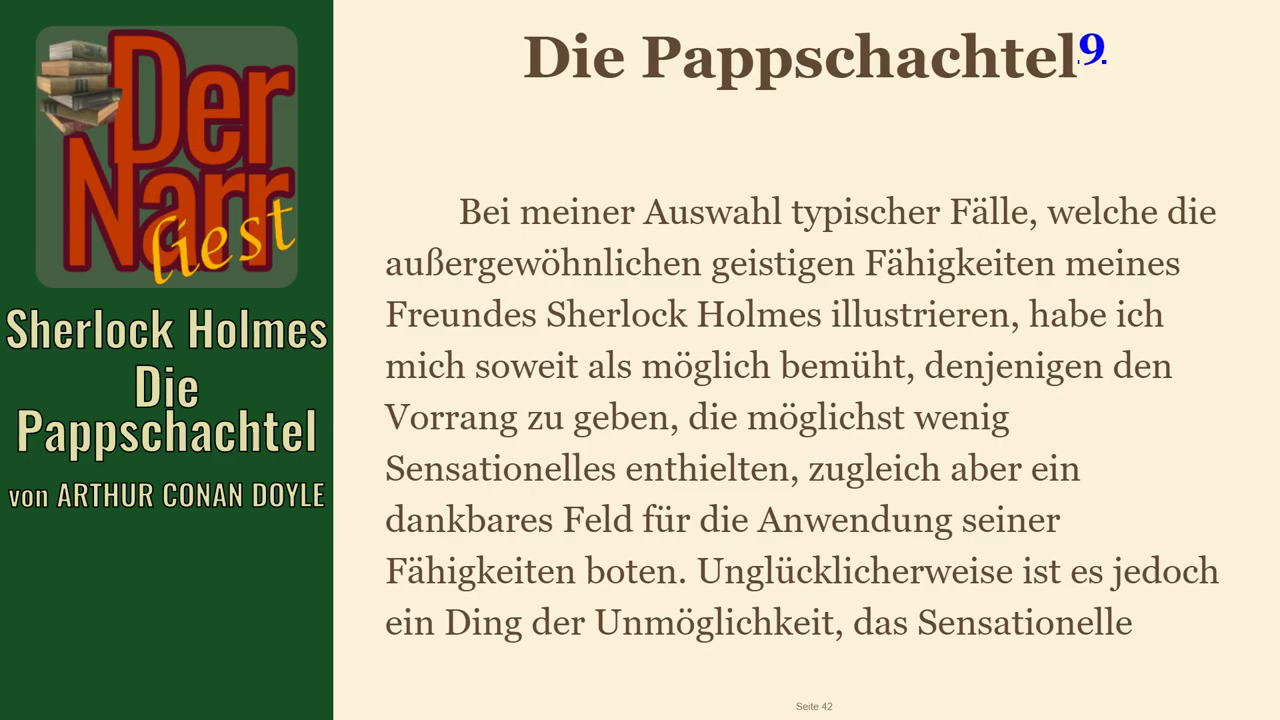 Der
Narr
liest
Sherlock Holmes
Die
Pappschachtel
von ARTHUR CONAN DOYLE
Die Pappschachtel9
Bei meiner Auswahl typischer Fälle, welche die
außergewöhnlichen geistigen Fähigkeiten meines
Freundes Sherlock Holmes illustrieren, habe ich
mich soweit als möglich bemüht, denjenigen den
Vorrang zu geben, die möglichst wenig
Sensationelles enthielten, zugleich aber ein
dankbares Feld für die Anwendung seiner
Fähigkeiten boten. Unglücklicherweise ist es jedoch
ein Ding der Unmöglichkeit, das Sensationelle
Seite 42